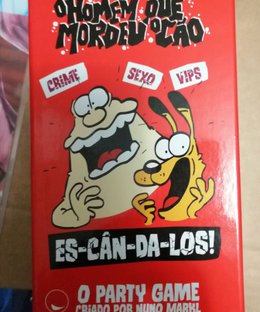 O HOMEM QUE
MORDEU O CÃO
CRIME
SEXO
VIPS
ES-CÂN-DA-LOS!
O PARTY GAME
CRIADO POR NUNO MARKL